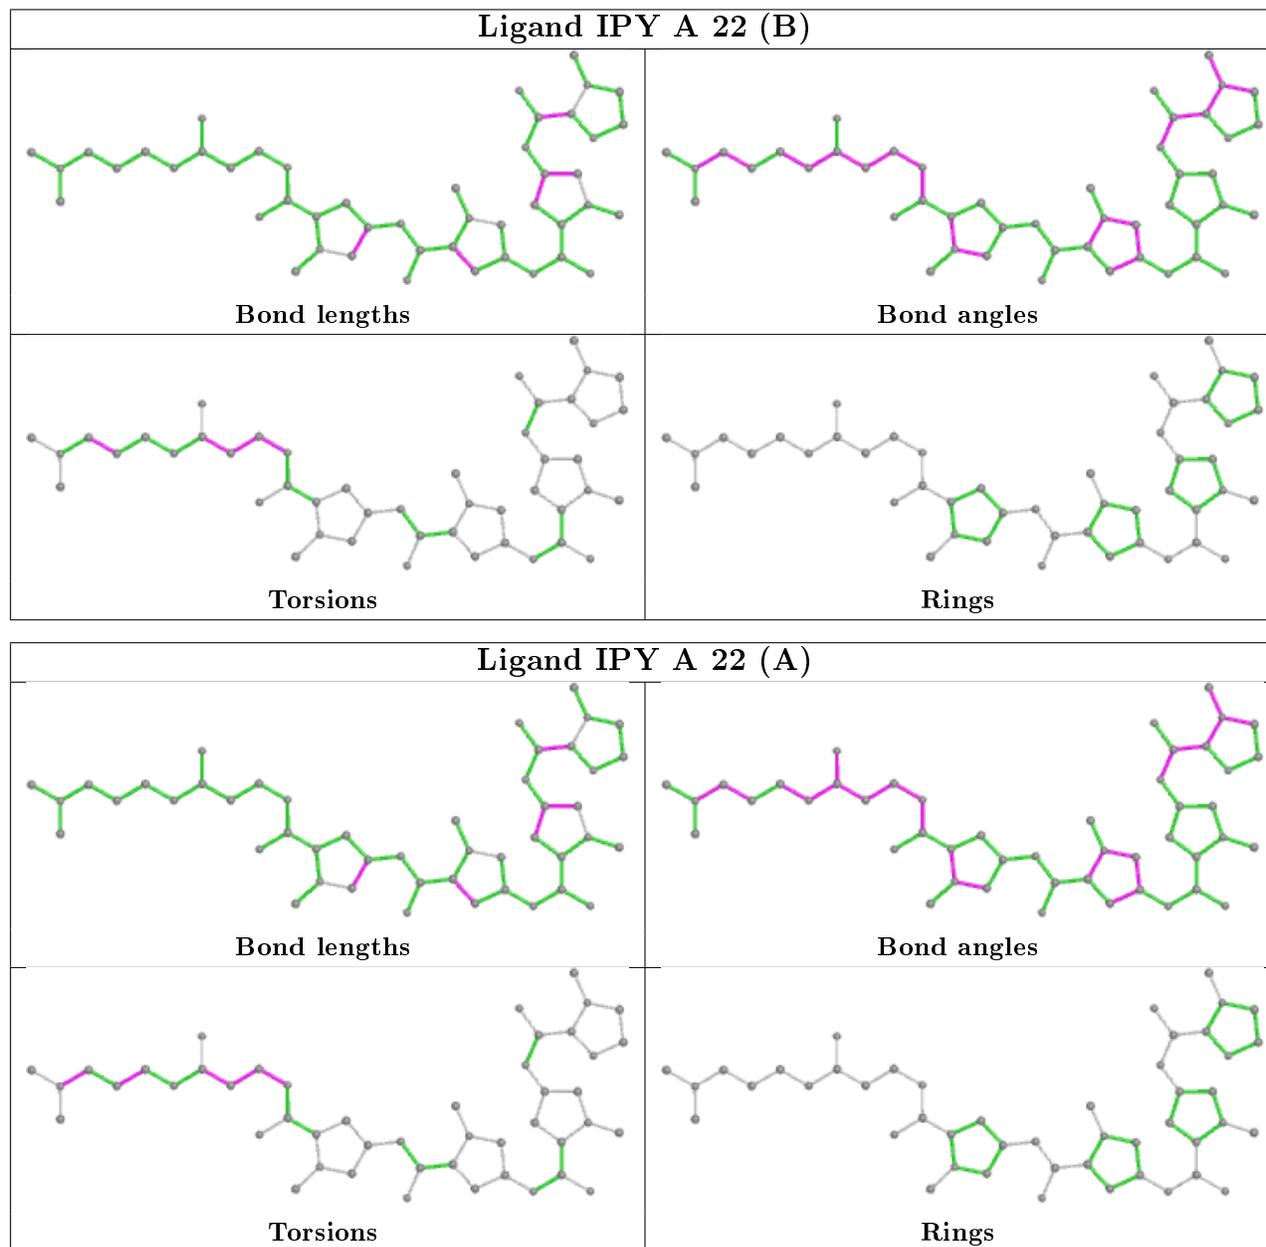 Ligand IPY A 22 (B)
Bond lengths
Bond angles
Torsions
Rings
Ligand IPY A 22 (A)
Bond lengths
Bond angles
Torsions
Rings